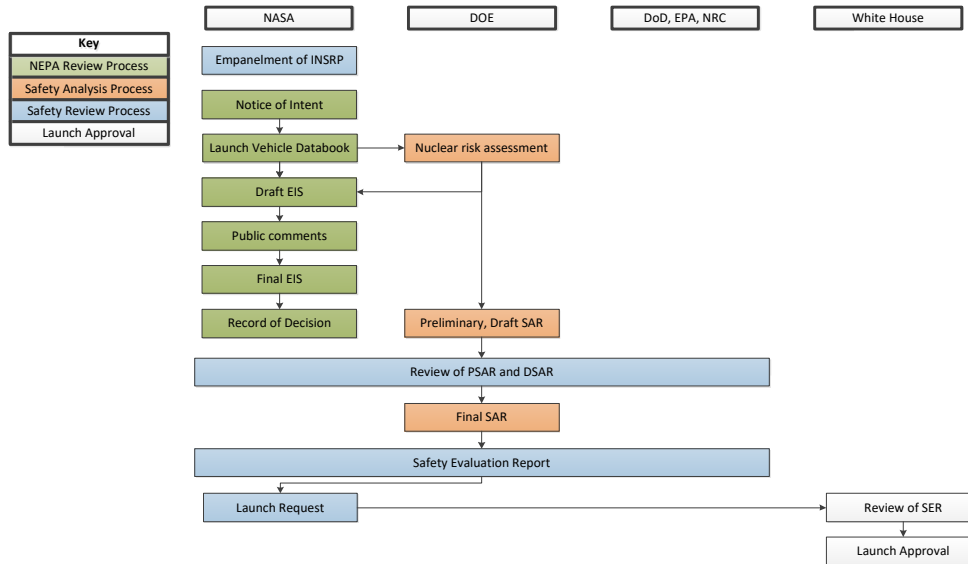 NASA
DOE
DoD, EPA, NRC
White House
Key
NEPA Review Process
Safety Analysis Process
Safety Review Process
Launch Approval
Empanelment of INSRP
Notice of Intent
Launch Vehicle Databook
Nuclear risk assessment
Draft EIS
Public comments
Final EIS
Record of Decision
Preliminary, Draft SAR
Review of PSAR and DSAR
Final SAR
Safety Evaluation Report
Launch Request
Review of SER
Launch Approval